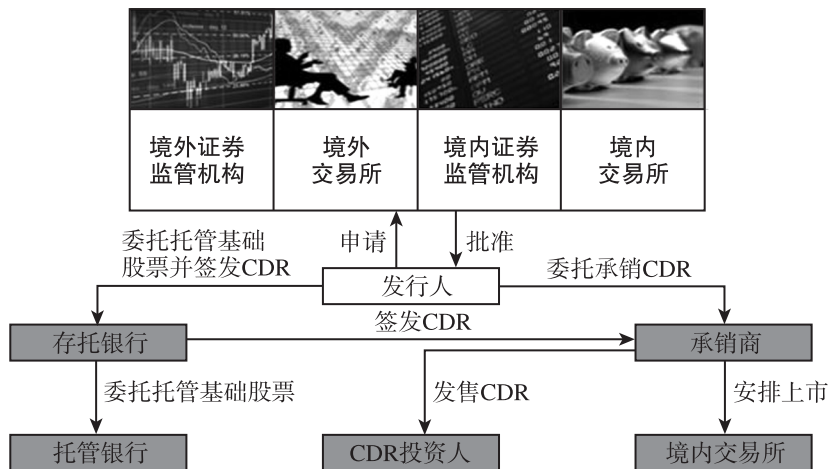 境外证券
监管机构
境外
交易所
境内证券
监管机构
境内
交易所
委托托管基础
股票并签发CDR
申请
批准
委托承销CDR
发行人
签发CDR
存托银行
承销商
委托托管基础股票
发售CDR
安排上市
托管银行
CDR投资人
境内交易所